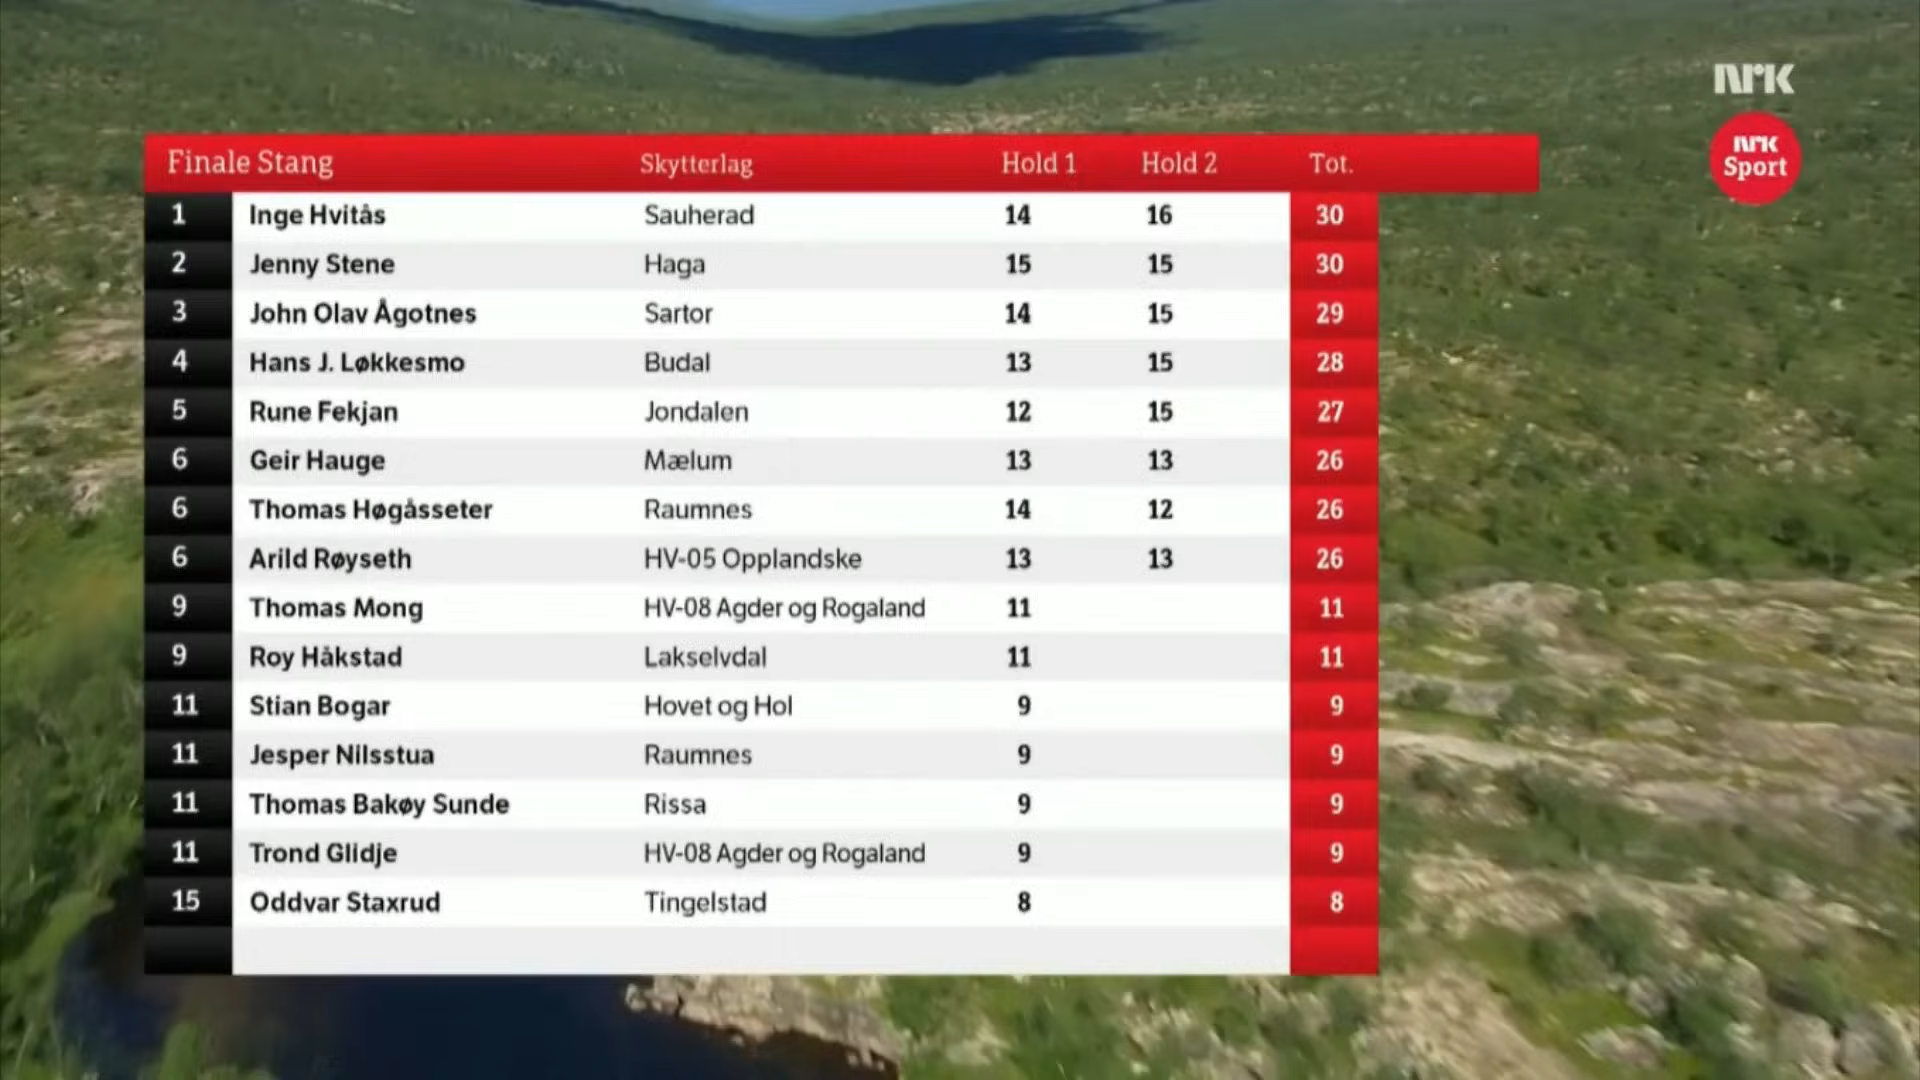 nrk
nrk
Sport
Finale Stang Skytterlag Hold 1 Hold 2 Tot.
1 Inge Hvitås Sauherad 14 16 30
2 Jenny Stene Haga 15 15 30
3 John Olav Ågotnes Sartor 14 15 29
4 Hans J. Løkkesmo Budal 13 15 28
5 Rune Fekjan Jondalen 12 15 27
6 Geir Hauge Mælum 13 13 26
6 Thomas Høgåsseter Raumnes 14 12 26
6 Arild Røyseth HV-05 Opplandske 13 13 26
9 Thomas Mong HV-08 Agder og Rogaland 11 11
9 Roy Håkstad Lakselvdal 11 11
11 Stian Bogar Hovet og Hol 9 9
11 Jesper Nilsstua Raumnes 9 9
11 Thomas Bakøy Sunde Rissa 9 9
11 Trond Glidje HV-08 Agder og Rogaland 9 9
15 Oddvar Staxrud Tingelstad 8 8